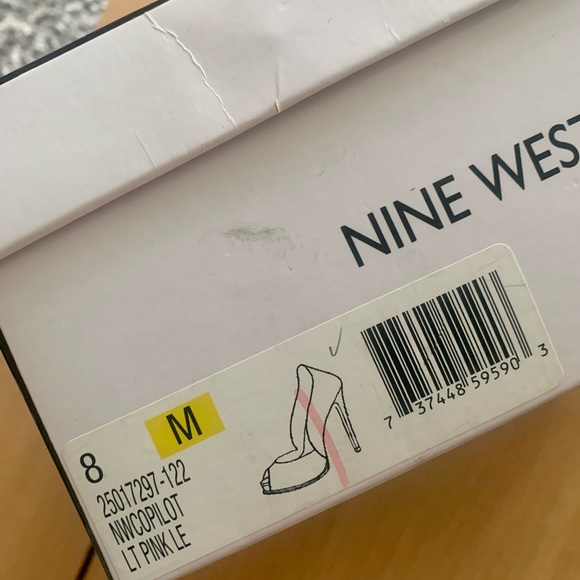 NINE WEST
8 M
25017297-122
NWCOPILOT
LT PINK LE
7 37448 59590 3